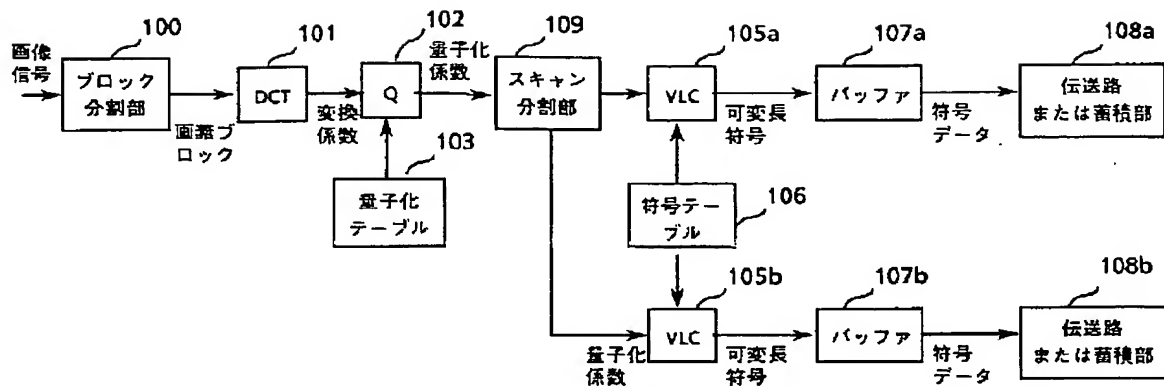 100
101
102
109
105a
107a
108a
画像
信号
ブロック
分割部
画素ブ
ロック
DCT
変換
係数
Q
量子化
係数
スキャン
分割部
VLC
可変長
符号
バッファ
符号
データ
伝送路
または蓄積部
103
量子化
テーブル
符号テー
ブル
106
105b
107b
108b
量子化
係数
VLC
可変長
符号
バッファ
符号
データ
伝送路
または蓄積部